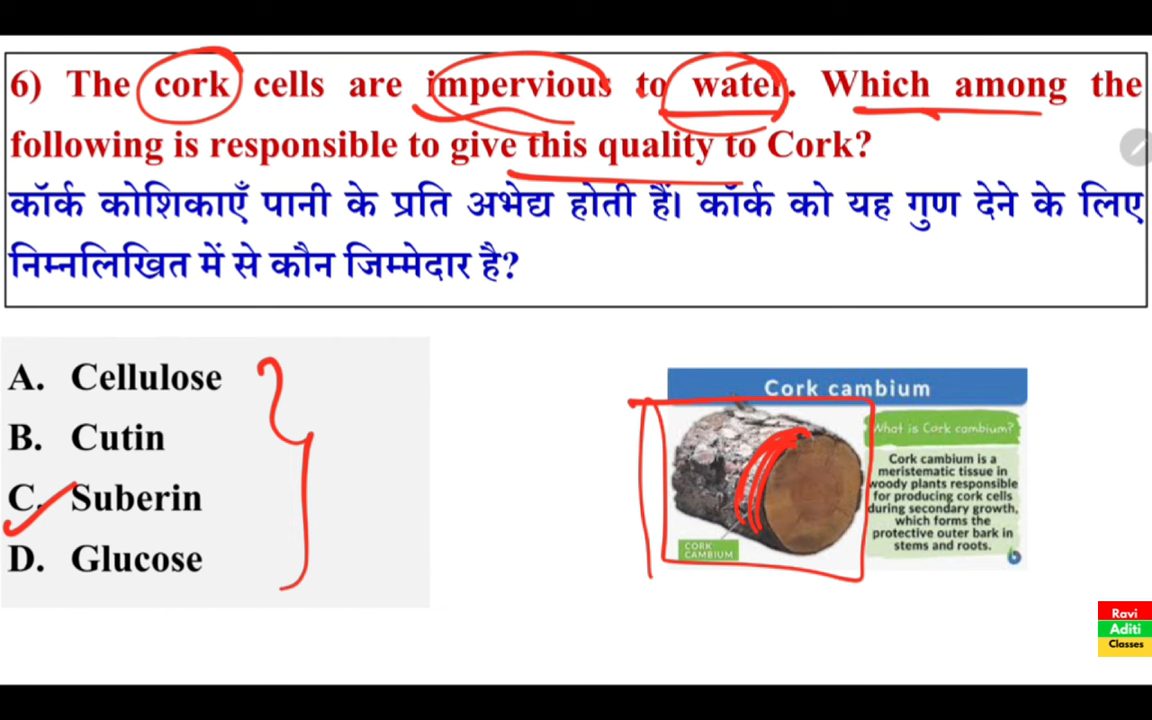 6) The cork cells are impervious to water. Which among the
following is responsible to give this quality to Cork?
कॉर्क कोशिकाएँ पानी के प्रति अभेद्य होती हैं। कॉर्क को यह गुण देने के लिए
निम्नलिखित में से कौन जिम्मेदार है?
A. Cellulose
B. Cutin
C. Suberin
D. Glucose
Cork cambium
What is Cork cambium?
Cork cambium is a
meristematic tissue in
woody plants responsible
for producing cork cells
during secondary growth,
which forms the
protective outer bark in
stems and roots.
CORK
CAMBIUM
Ravi
Aditi
Classes